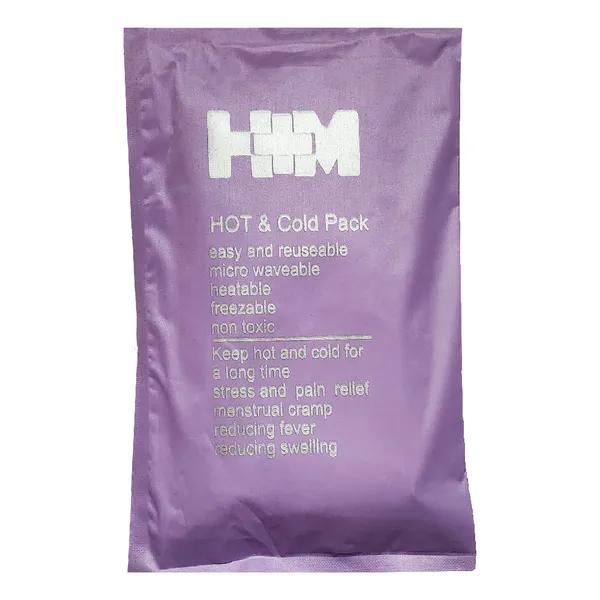 H+M
HOT & Cold Pack
easy and reuseable
micro waveable
heatable
freezable
non toxic
Keep hot and cold for
a long time
stress and pain relief
menstrual cramp
reducing fever
reducing swelling